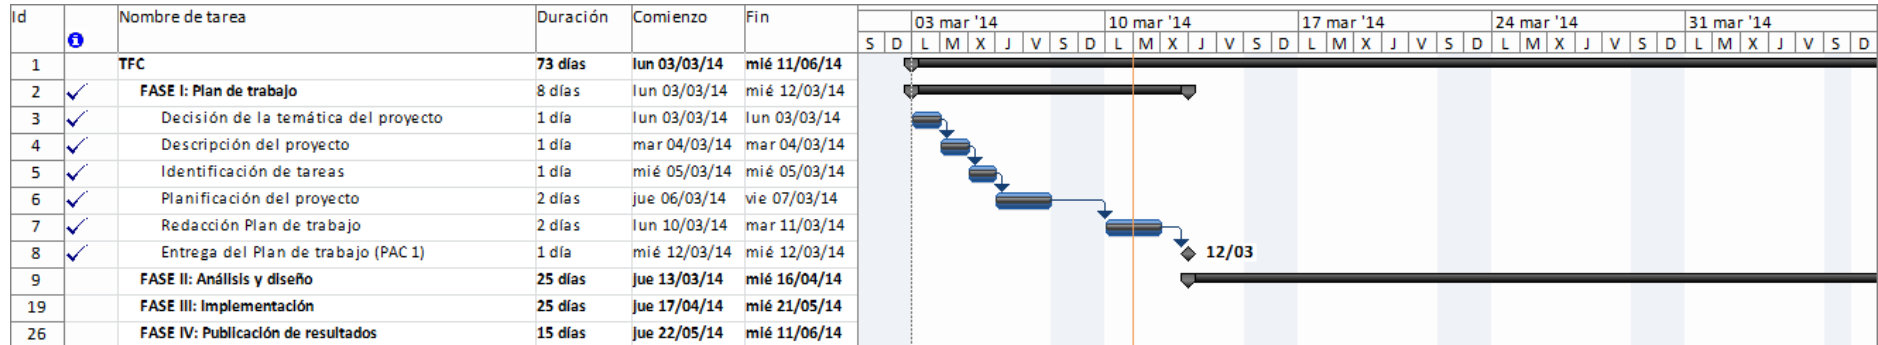 Id Nombre de tarea Duración Comienzo Fin 03 mar '14 10 mar '14 17 mar '14 24 mar '14 31 mar '14
S D L M X J V S D L M X J V S D L M X J V S D L M X J V S D L M X J V S D
1 TFC 73 días lun 03/03/14 mié 11/06/14
2 FASE I: Plan de trabajo 8 días lun 03/03/14 mié 12/03/14
3 Decisión de la temática del proyecto 1 día lun 03/03/14 lun 03/03/14
4 Descripción del proyecto 1 día mar 04/03/14 mar 04/03/14
5 Identificación de tareas 1 día mié 05/03/14 mié 05/03/14
6 Planificación del proyecto 2 días jue 06/03/14 vie 07/03/14
7 Redacción Plan de trabajo 2 días lun 10/03/14 mar 11/03/14
8 Entrega del Plan de trabajo (PAC 1) 1 día mié 12/03/14 mié 12/03/14 12/03
9 FASE II: Análisis y diseño 25 días jue 13/03/14 mié 16/04/14
19 FASE III: Implementación 25 días jue 17/04/14 mié 21/05/14
26 FASE IV: Publicación de resultados 15 días jue 22/05/14 mié 11/06/14